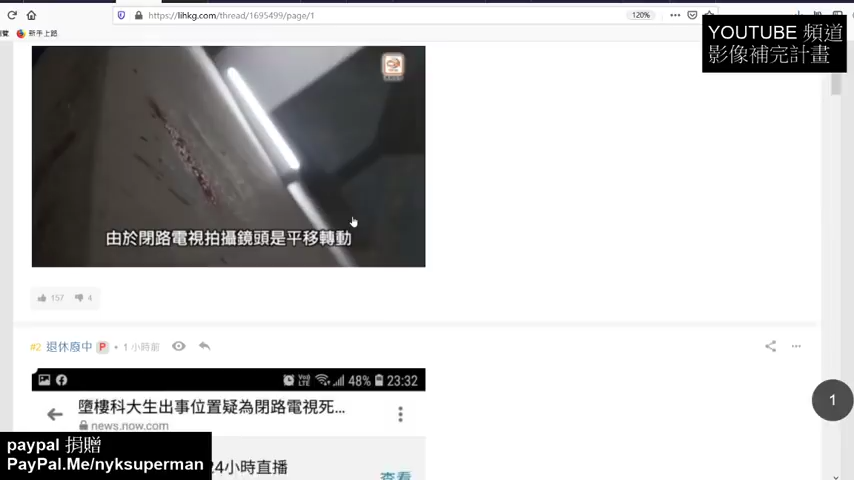 https://lihkg.com/thread/1695499/page/1
120%
新手上路
YOUTUBE 頻道
影像補完計畫
由於閉路電視拍攝鏡頭是平移轉動
157
4
#2 退休廢中 P • 1 小時前
48% 23:32
墮樓科大生出事位置疑為閉路電視死...
news.now.com
1
paypal 捐贈
PayPal.Me/nyksuperman
24小時直播
查看